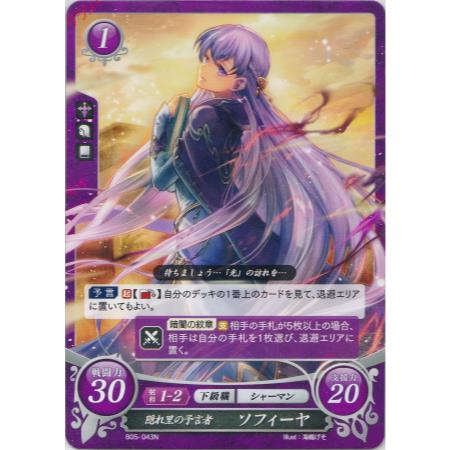 1
待ちましょう…「光」の訪れを…
予言 起 【】自分のデッキの1番上のカードを見て、退避エリア
に置いてもよい。
暗闇の紋章 支 相手の手札が5枚以上の場合、
相手は自分の手札を1枚選び、退避エリアに
置く。
戦闘力 30
射程 1-2
下級職
シャーマン
支援力 20
隠れ里の予言者 ソフィーヤ
B05-043N
Illust:海鵜げそ